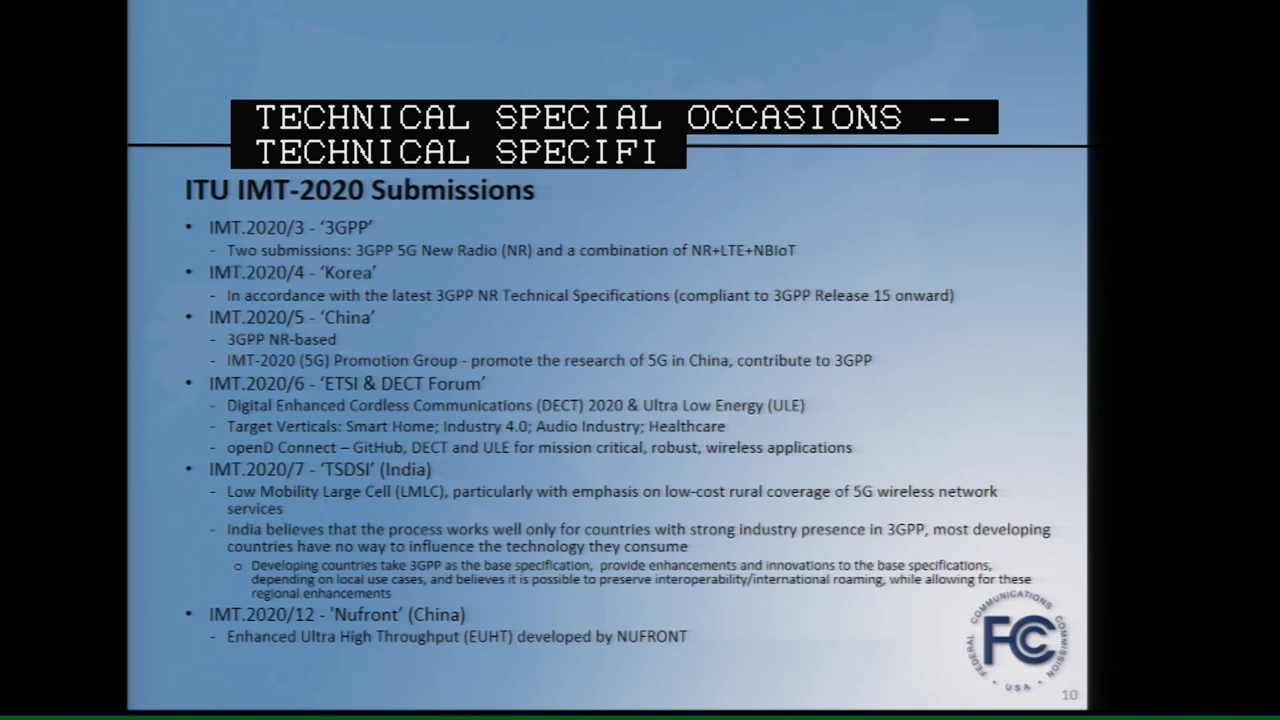 TECHNICAL SPECIAL OCCASIONS --
TECHNICAL SPECIFI
ITU IMT-2020 Submissions
• IMT.2020/3 - ‘3GPP’
- Two submissions: 3GPP 5G New Radio (NR) and a combination of NR+LTE+NBIoT
• IMT.2020/4 - ‘Korea’
- In accordance with the latest 3GPP NR Technical Specifications (compliant to 3GPP Release 15 onward)
• IMT.2020/5 - ‘China’
- 3GPP NR-based
- IMT-2020 (5G) Promotion Group - promote the research of 5G in China, contribute to 3GPP
• IMT.2020/6 - ‘ETSI & DECT Forum’
- Digital Enhanced Cordless Communications (DECT) 2020 & Ultra Low Energy (ULE)
- Target Verticals: Smart Home; Industry 4.0; Audio Industry; Healthcare
- openD Connect – GitHub, DECT and ULE for mission critical, robust, wireless applications
• IMT.2020/7 - ‘TSDSI’ (India)
- Low Mobility Large Cell (LMLC), particularly with emphasis on low-cost rural coverage of 5G wireless network
services
- India believes that the process works well only for countries with strong industry presence in 3GPP, most developing
countries have no way to influence the technology they consume
o Developing countries take 3GPP as the base specification, provide enhancements and innovations to the base specifications,
depending on local use cases, and believes it is possible to preserve interoperability/international roaming, while allowing for these
regional enhancements
• IMT.2020/12 - 'Nufront’ (China)
- Enhanced Ultra High Throughput (EUHT) developed by NUFRONT
FEDERAL COMMUNICATIONS COMMISSION • USA •
FCC
10